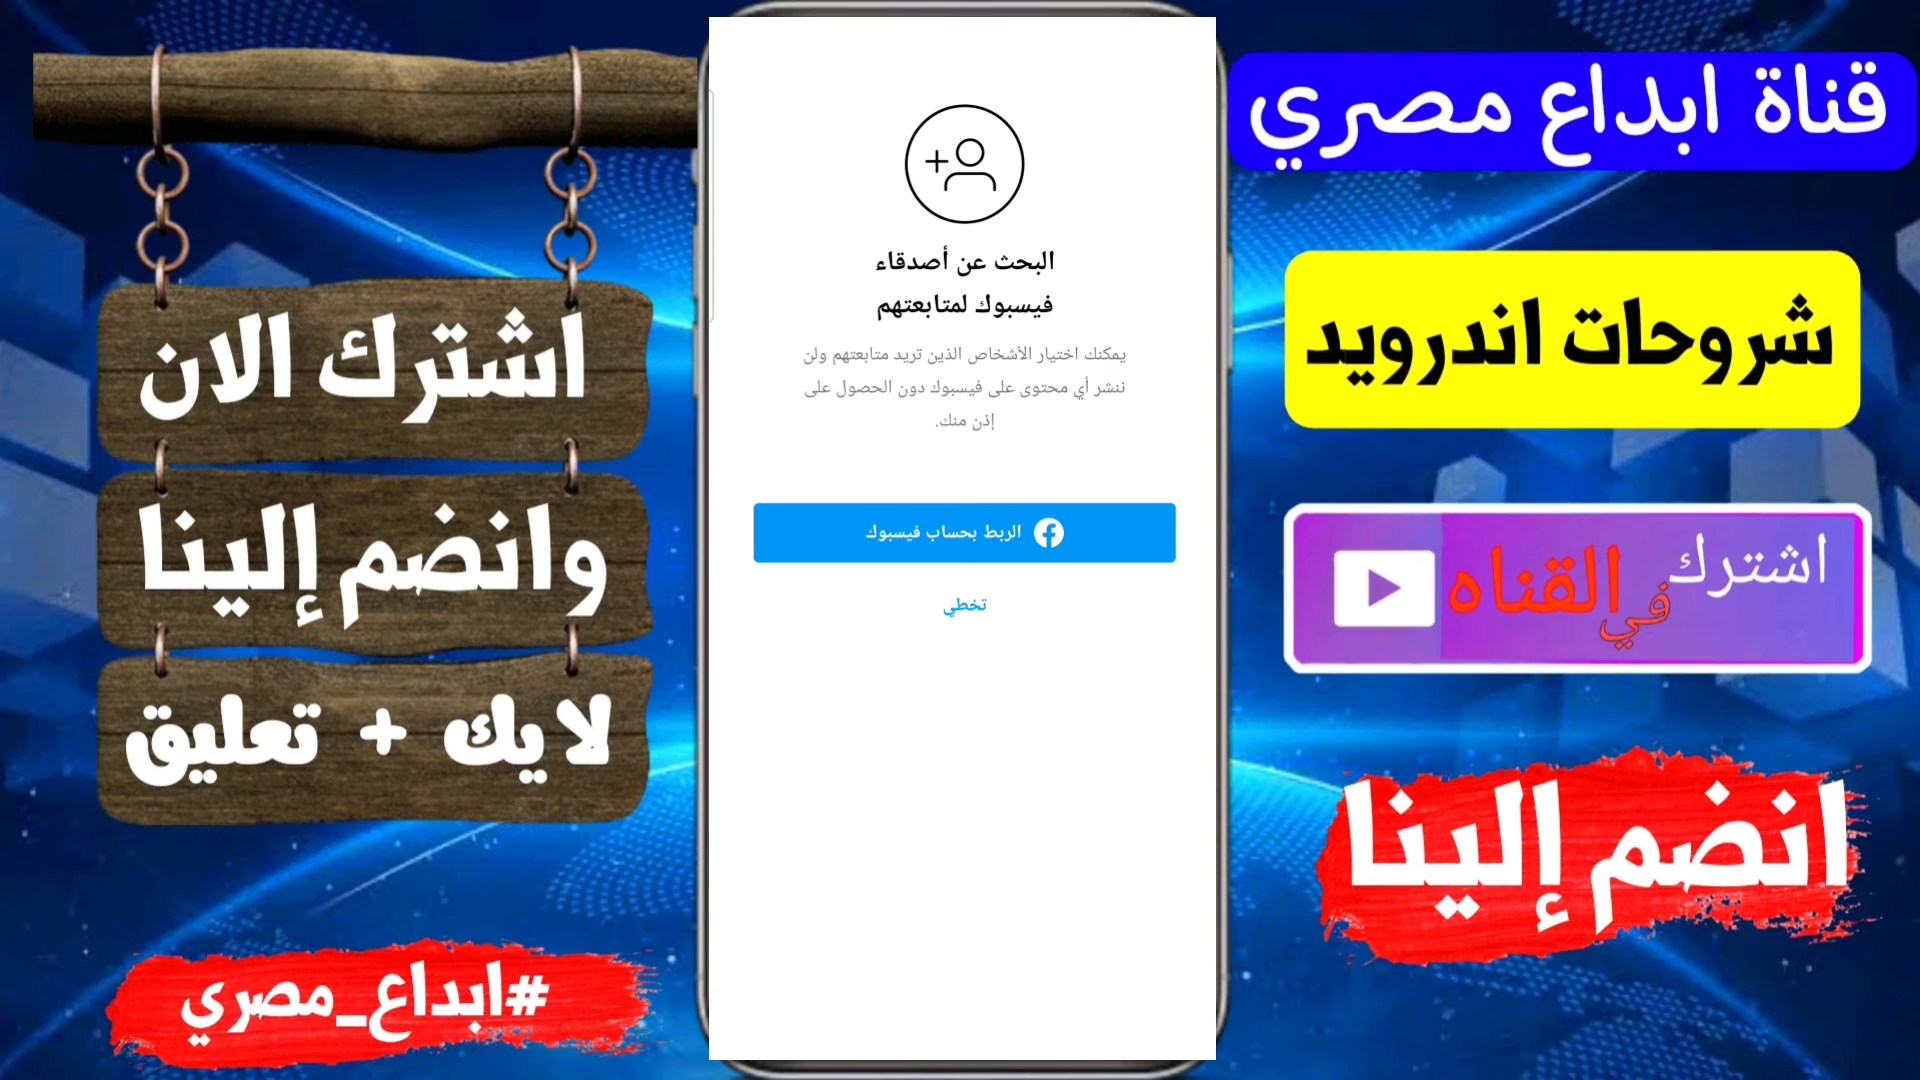 اشترك الان
وانضم إلينا
لايك + تعليق
#ابداع_مصري
البحث عن أصدقاء
فيسبوك لمتابعتهم
يمكنك اختيار الأشخاص الذين تريد متابعتهم ولن
ننشر أي محتوى على فيسبوك دون الحصول على
إذن منك.
الربط بحساب فيسبوك
تخطي
قناة ابداع مصري
شروحات اندرويد
اشترك في القناه
انضم إلينا